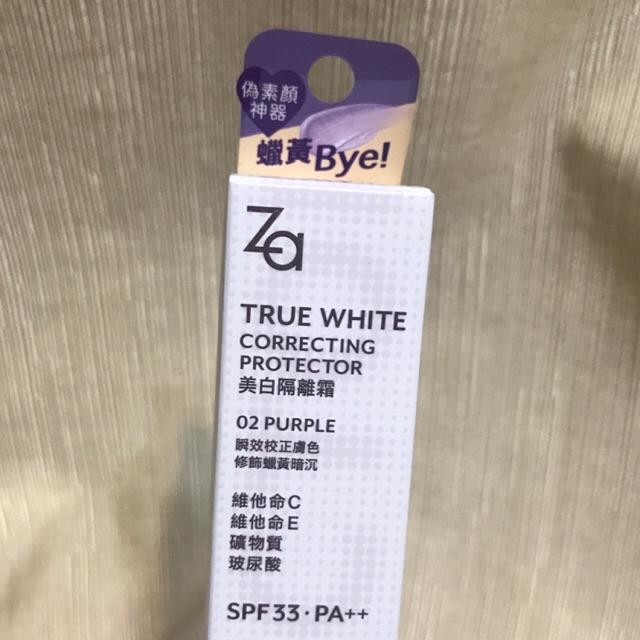 偽素顏
神器
蠟黃Bye!
Za
TRUE WHITE
CORRECTING
PROTECTOR
美白隔離霜
02 PURPLE
瞬效校正膚色
修飾蠟黃暗沉
維他命C
維他命E
礦物質
玻尿酸
SPF33·PA++